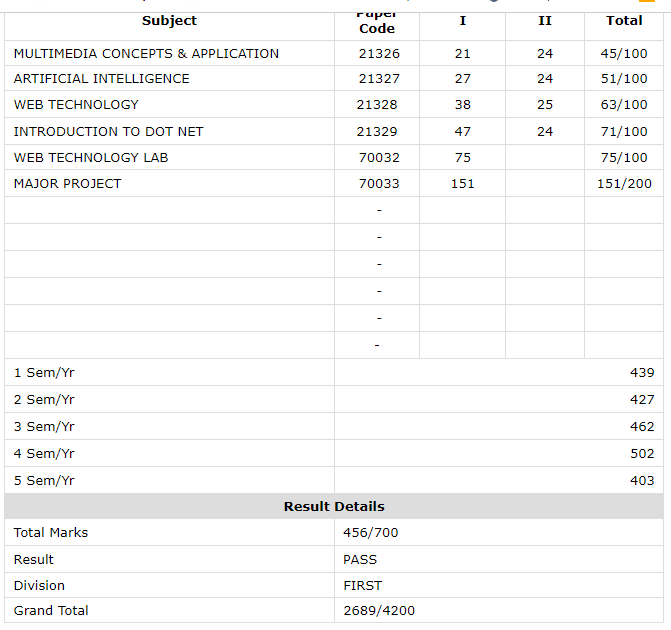 Subject Paper Code I II Total
MULTIMEDIA CONCEPTS & APPLICATION 21326 21 24 45/100
ARTIFICIAL INTELLIGENCE 21327 27 24 51/100
WEB TECHNOLOGY 21328 38 25 63/100
INTRODUCTION TO DOT NET 21329 47 24 71/100
WEB TECHNOLOGY LAB 70032 75 75/100
MAJOR PROJECT 70033 151 151/200
-
-
-
-
-
-
1 Sem/Yr 439
2 Sem/Yr 427
3 Sem/Yr 462
4 Sem/Yr 502
5 Sem/Yr 403
Result Details
Total Marks 456/700
Result PASS
Division FIRST
Grand Total 2689/4200